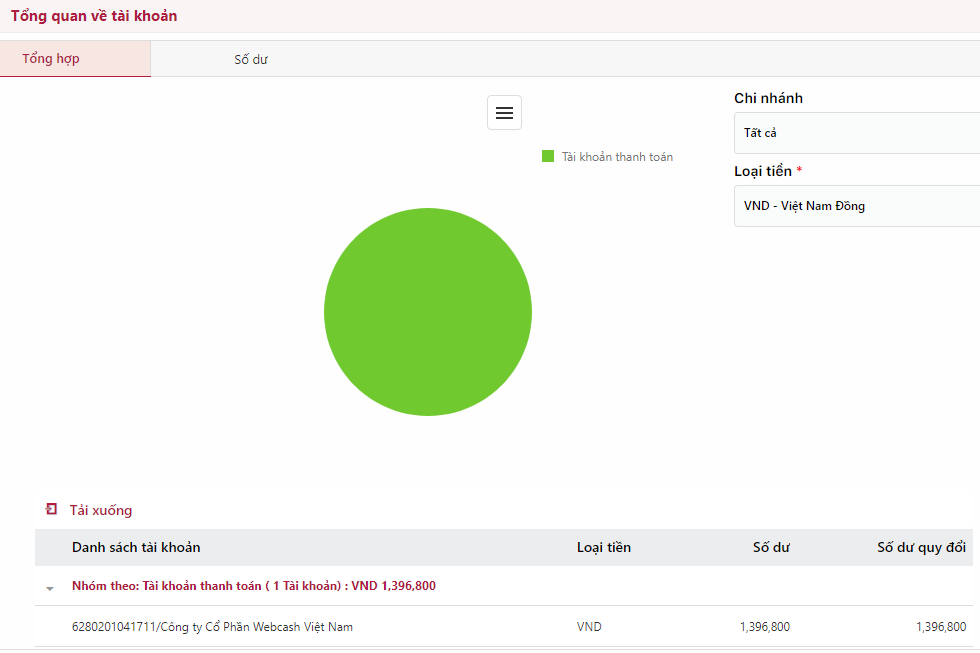 Tổng quan về tài khoản
Tổng hợp
Số dư
Chi nhánh
Tất cả
Tài khoản thanh toán
Loại tiền *
VND - Việt Nam Đồng
Tải xuống
Danh sách tài khoản Loại tiền Số dư Số dư quy đổi
Nhóm theo: Tài khoản thanh toán ( 1 Tài khoản) : VND 1,396,800
6280201041711/Công ty Cổ Phần Webcash Việt Nam VND 1,396,800 1,396,800